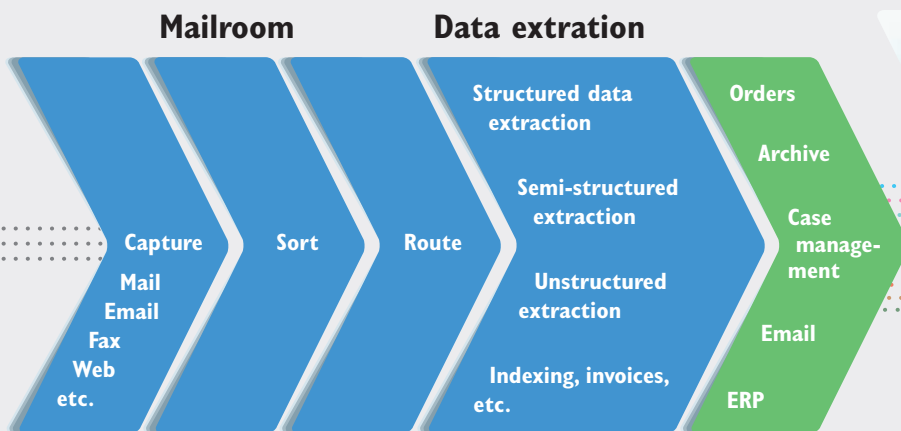 Mailroom
Data extration
Capture
Mail
Email
Fax
Web
etc.
Sort
Route
Structured data
extraction
Semi-structured
extraction
Unstructured
extraction
Indexing, invoices,
etc.
Orders
Archive
Case
manage-
ment
Email
ERP